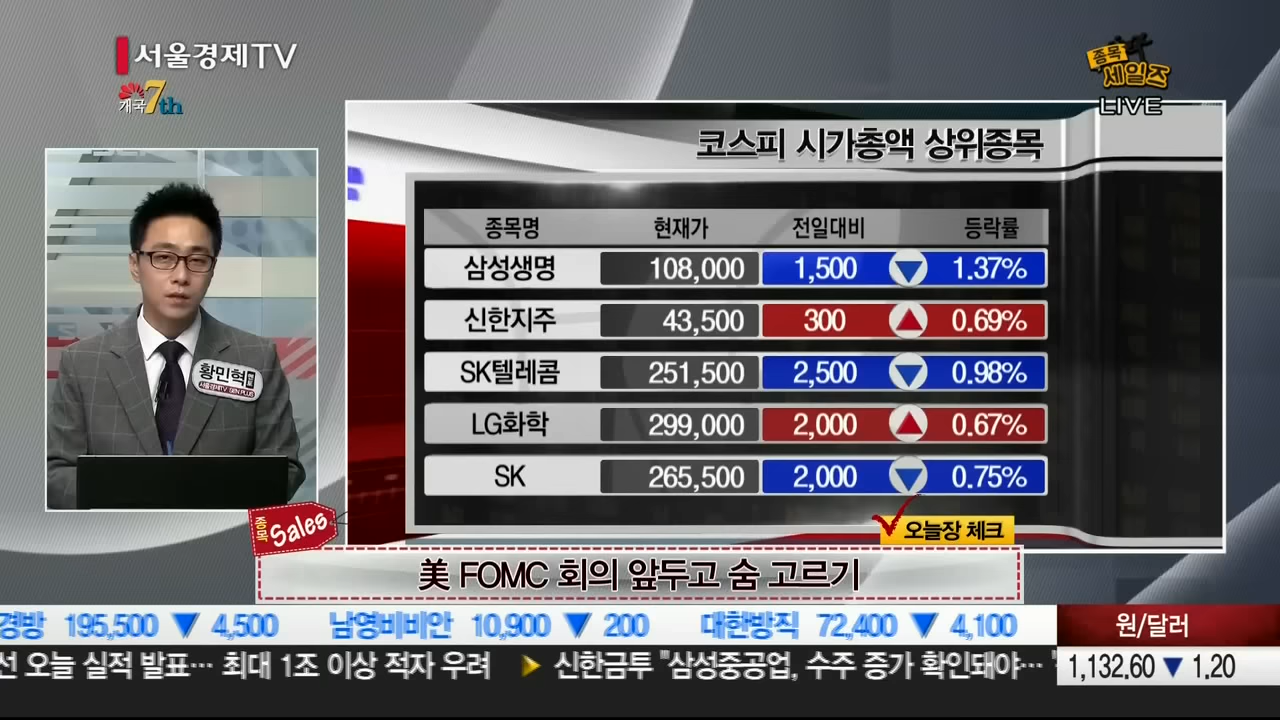 서울경제TV
개국 7th
종목
세일즈
LIVE
코스피 시가총액 상위종목
종목명 현재가 전일대비 등락률
삼성생명 108,000 1,500 ▼ 1.37%
신한지주 43,500 300 ▲ 0.69%
SK텔레콤 251,500 2,500 ▼ 0.98%
LG화학 299,000 2,000 ▲ 0.67%
SK 265,500 2,000 ▼ 0.75%
황민혁
서울경제TV SEN PLUS
종목 Sales
오늘장 체크
美 FOMC 회의 앞두고 숨 고르기
경방 195,500 ▼ 4,500 남영비비안 10,900 ▼ 200 대한방직 72,400 ▼ 4,100
원/달러
선 오늘 실적 발표… 최대 1조 이상 적자 우려 ▶ 신한금투 "삼성중공업, 수주 증가 확인돼야… "
1,132.60 ▼ 1.20